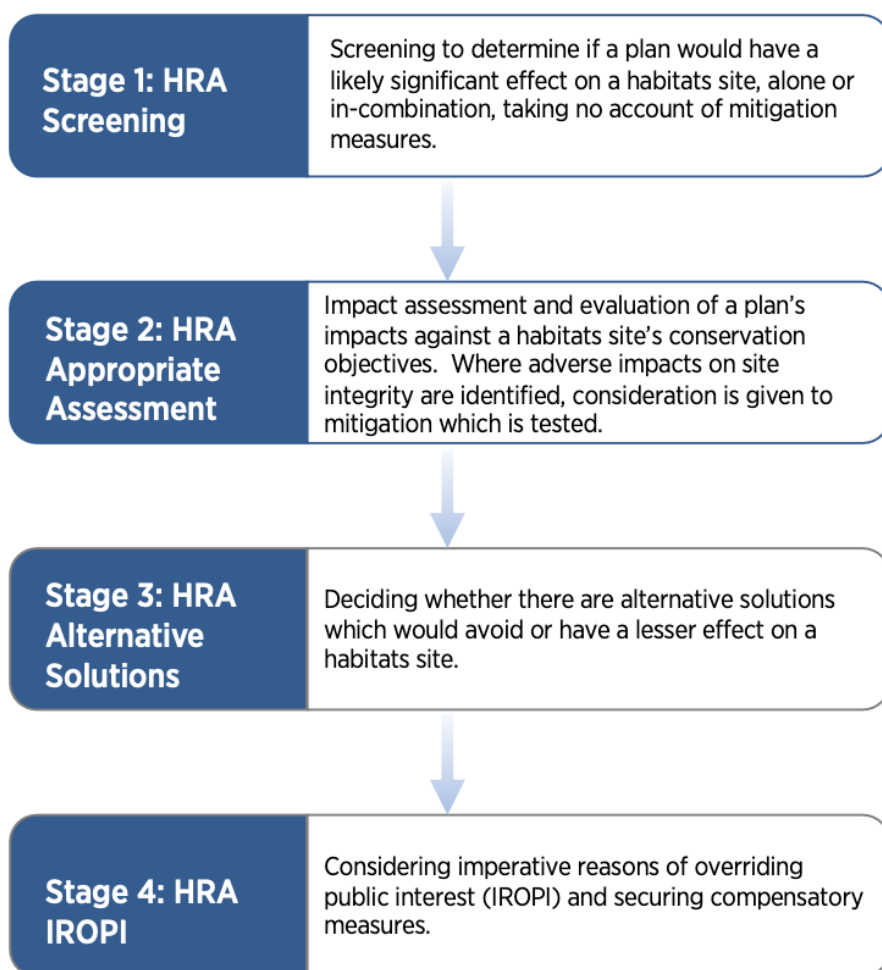 Stage 1: HRA
Screening
Screening to determine if a plan would have a
likely significant effect on a habitats site, alone or
in-combination, taking no account of mitigation
measures.
Stage 2: HRA
Appropriate
Assessment
Impact assessment and evaluation of a plan’s
impacts against a habitats site’s conservation
objectives.  Where adverse impacts on site
integrity are identified, consideration is given to
mitigation which is tested.
Stage 3: HRA
Alternative
Solutions
Deciding whether there are alternative solutions
which would avoid or have a lesser effect on a
habitats site.
Stage 4: HRA
IROPI
Considering imperative reasons of overriding
public interest (IROPI) and securing compensatory
measures.